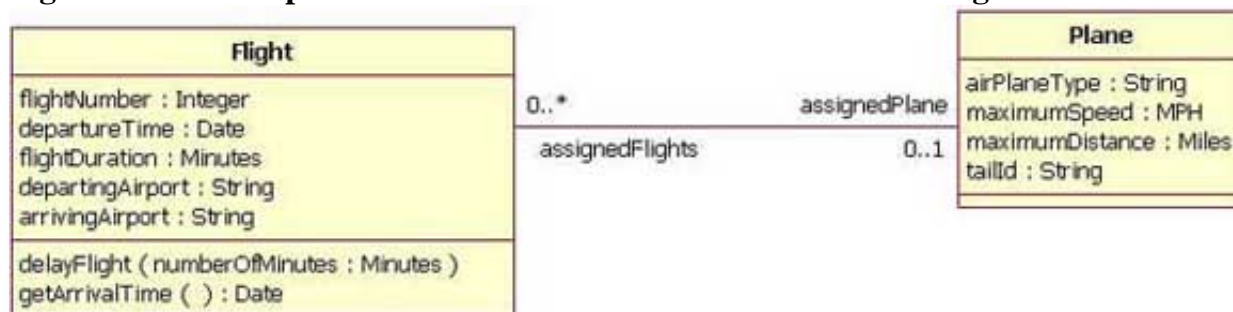 Flight
flightNumber : Integer
departureTime : Date
flightDuration : Minutes
departingAirport : String
arrivingAirport : String
delayFlight ( numberOfMinutes : Minutes )
getArrivalTime ( ) : Date
0..*
assignedPlane
assignedFlights
0..1
Plane
airPlaneType : String
maximumSpeed : MPH
maximumDistance : Miles
tailId : String